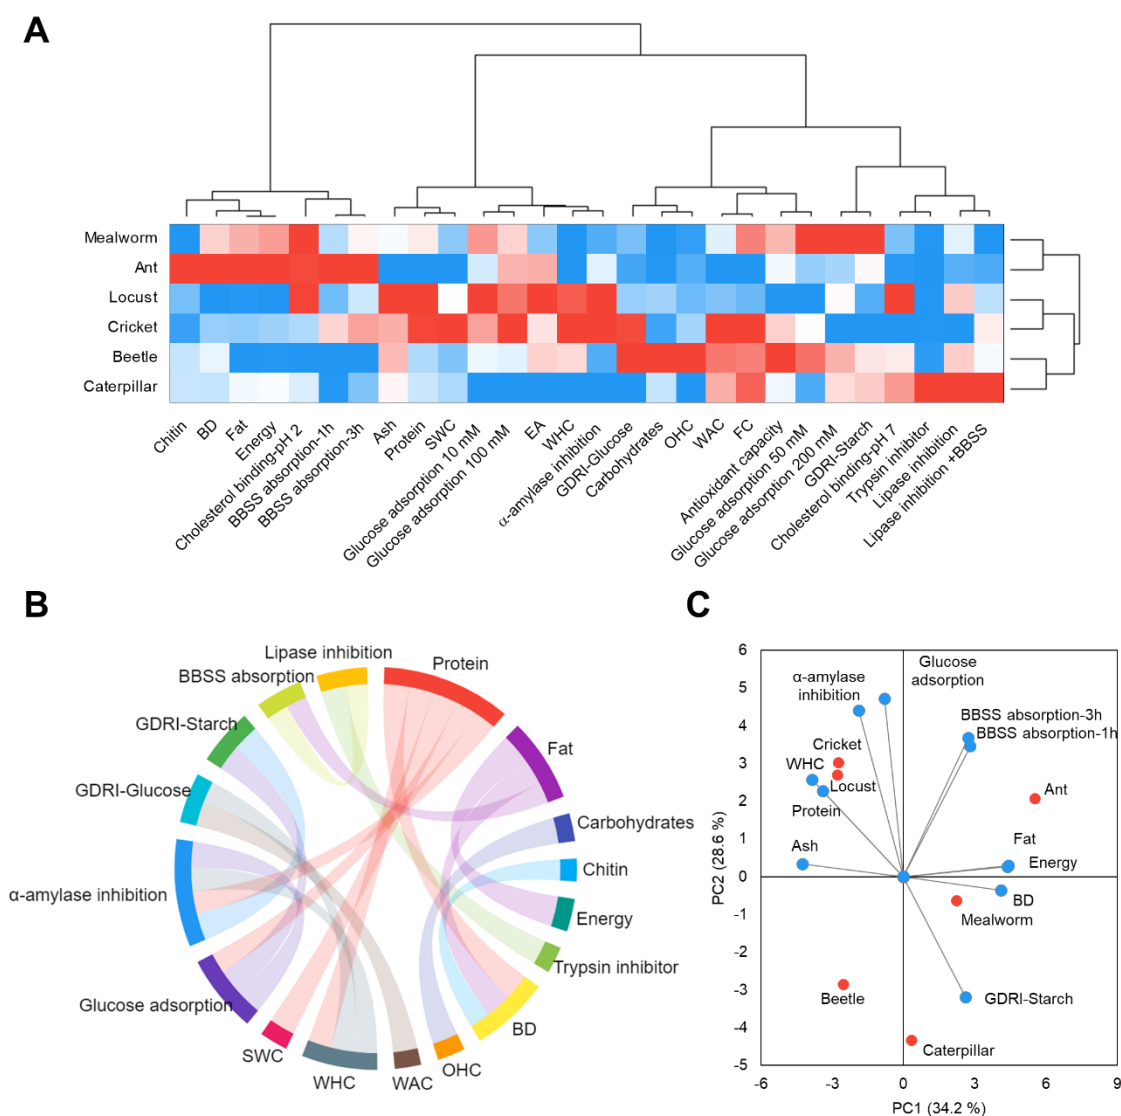 A
Mealworm
Ant
Locust
Cricket
Beetle
Caterpillar
Chitin
BD
Fat
Energy
Cholesterol binding-pH 2
BBSS absorption-1h
BBSS absorption-3h
Ash
Protein
SWC
Glucose adsorption 10 mM
Glucose adsorption 100 mM
EA
WHC
α-amylase inhibition
GDRI-Glucose
Carbohydrates
OHC
WAC
FC
Antioxidant capacity
Glucose adsorption 50 mM
Glucose adsorption 200 mM
GDRI-Starch
Cholesterol binding-pH 7
Trypsin inhibitor
Lipase inhibition
Lipase inhibition +BBSS
B
Lipase inhibition
Protein
BBSS absorption
Fat
GDRI-Starch
GDRI-Glucose
Carbohydrates
Chitin
α-amylase inhibition
Energy
Trypsin inhibitor
Glucose adsorption
BD
SWC
WHC
WAC
OHC
C
6
5
4
3
2
1
0
-1
-2
-3
-4
-5
PC2 (28.6 %)
Glucose
adsorption
α-amylase
inhibition
BBSS absorption-3h
BBSS absorption-1h
Cricket
WHC
Locust
Protein
Ant
Ash
Fat
Energy
BD
Mealworm
Beetle
GDRI-Starch
Caterpillar
-6
-3
0
3
6
9
PC1 (34.2 %)